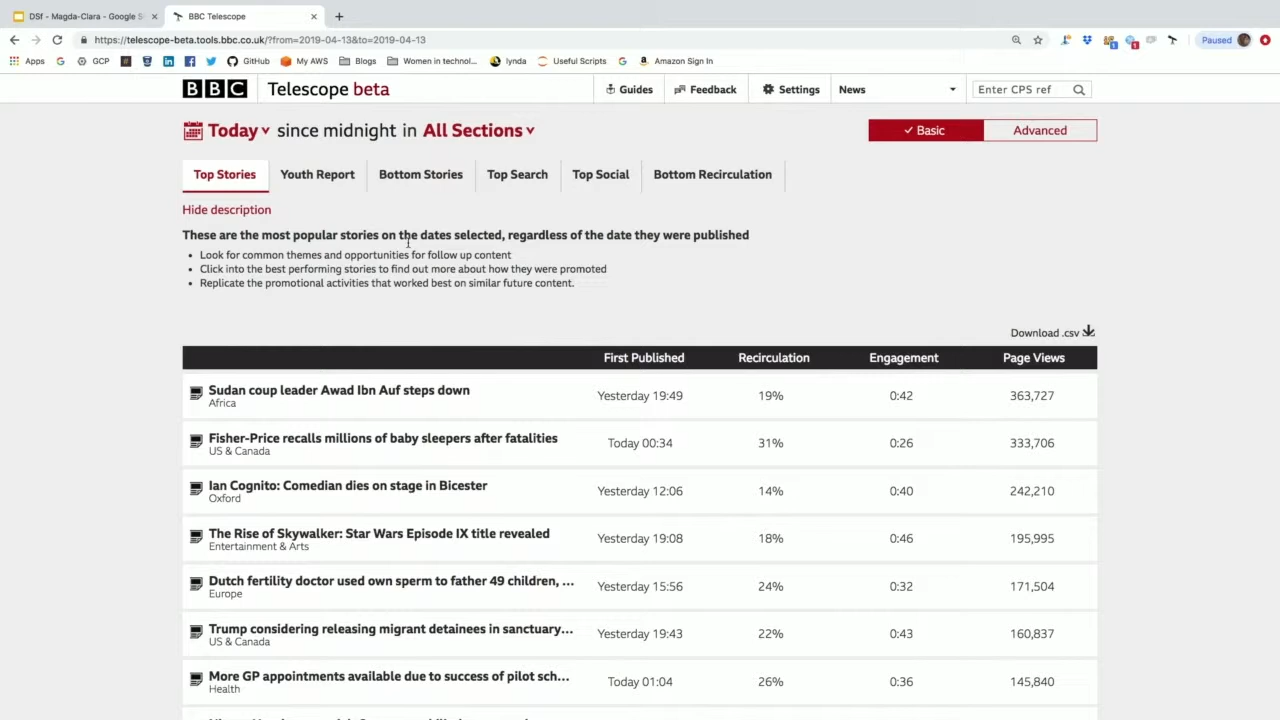 DSf - Magda-Clara - Google S
BBC Telescope
https://telescope-beta.tools.bbc.co.uk/?from=2019-04-13&to=2019-04-13
Paused
Apps
GCP
GitHub
My AWS
Blogs
Women in technol...
lynda
Useful Scripts
Amazon Sign In
BBC
Telescope beta
Guides
Feedback
Settings
News
Enter CPS ref
Today since midnight in All Sections
Basic
Advanced
Top Stories
Youth Report
Bottom Stories
Top Search
Top Social
Bottom Recirculation
Hide description
These are the most popular stories on the dates selected, regardless of the date they were published
• Look for common themes and opportunities for follow up content
• Click into the best performing stories to find out more about how they were promoted
• Replicate the promotional activities that worked best on similar future content.
Download .csv
First Published Recirculation Engagement Page Views
Sudan coup leader Awad Ibn Auf steps down
Africa
Yesterday 19:49 19% 0:42 363,727
Fisher-Price recalls millions of baby sleepers after fatalities
US & Canada
Today 00:34 31% 0:26 333,706
Ian Cognito: Comedian dies on stage in Bicester
Oxford
Yesterday 12:06 14% 0:40 242,210
The Rise of Skywalker: Star Wars Episode IX title revealed
Entertainment & Arts
Yesterday 19:08 18% 0:46 195,995
Dutch fertility doctor used own sperm to father 49 children, ...
Europe
Yesterday 15:56 24% 0:32 171,504
Trump considering releasing migrant detainees in sanctuary...
US & Canada
Yesterday 19:43 22% 0:43 160,837
More GP appointments available due to success of pilot sch...
Health
Today 01:04 26% 0:36 145,840